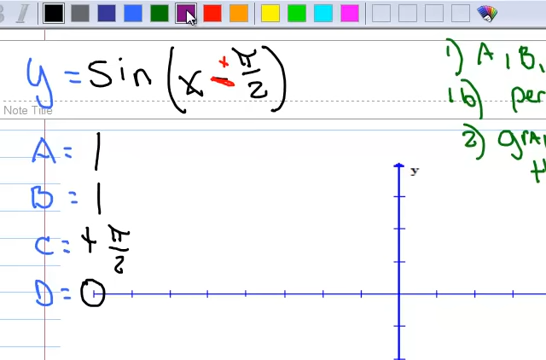 y = sin(x - π/2)
+
Note Title
A = 1
B = 1
C = + π/2
D = 0
1) A, B,
1b) per
2) gra
y